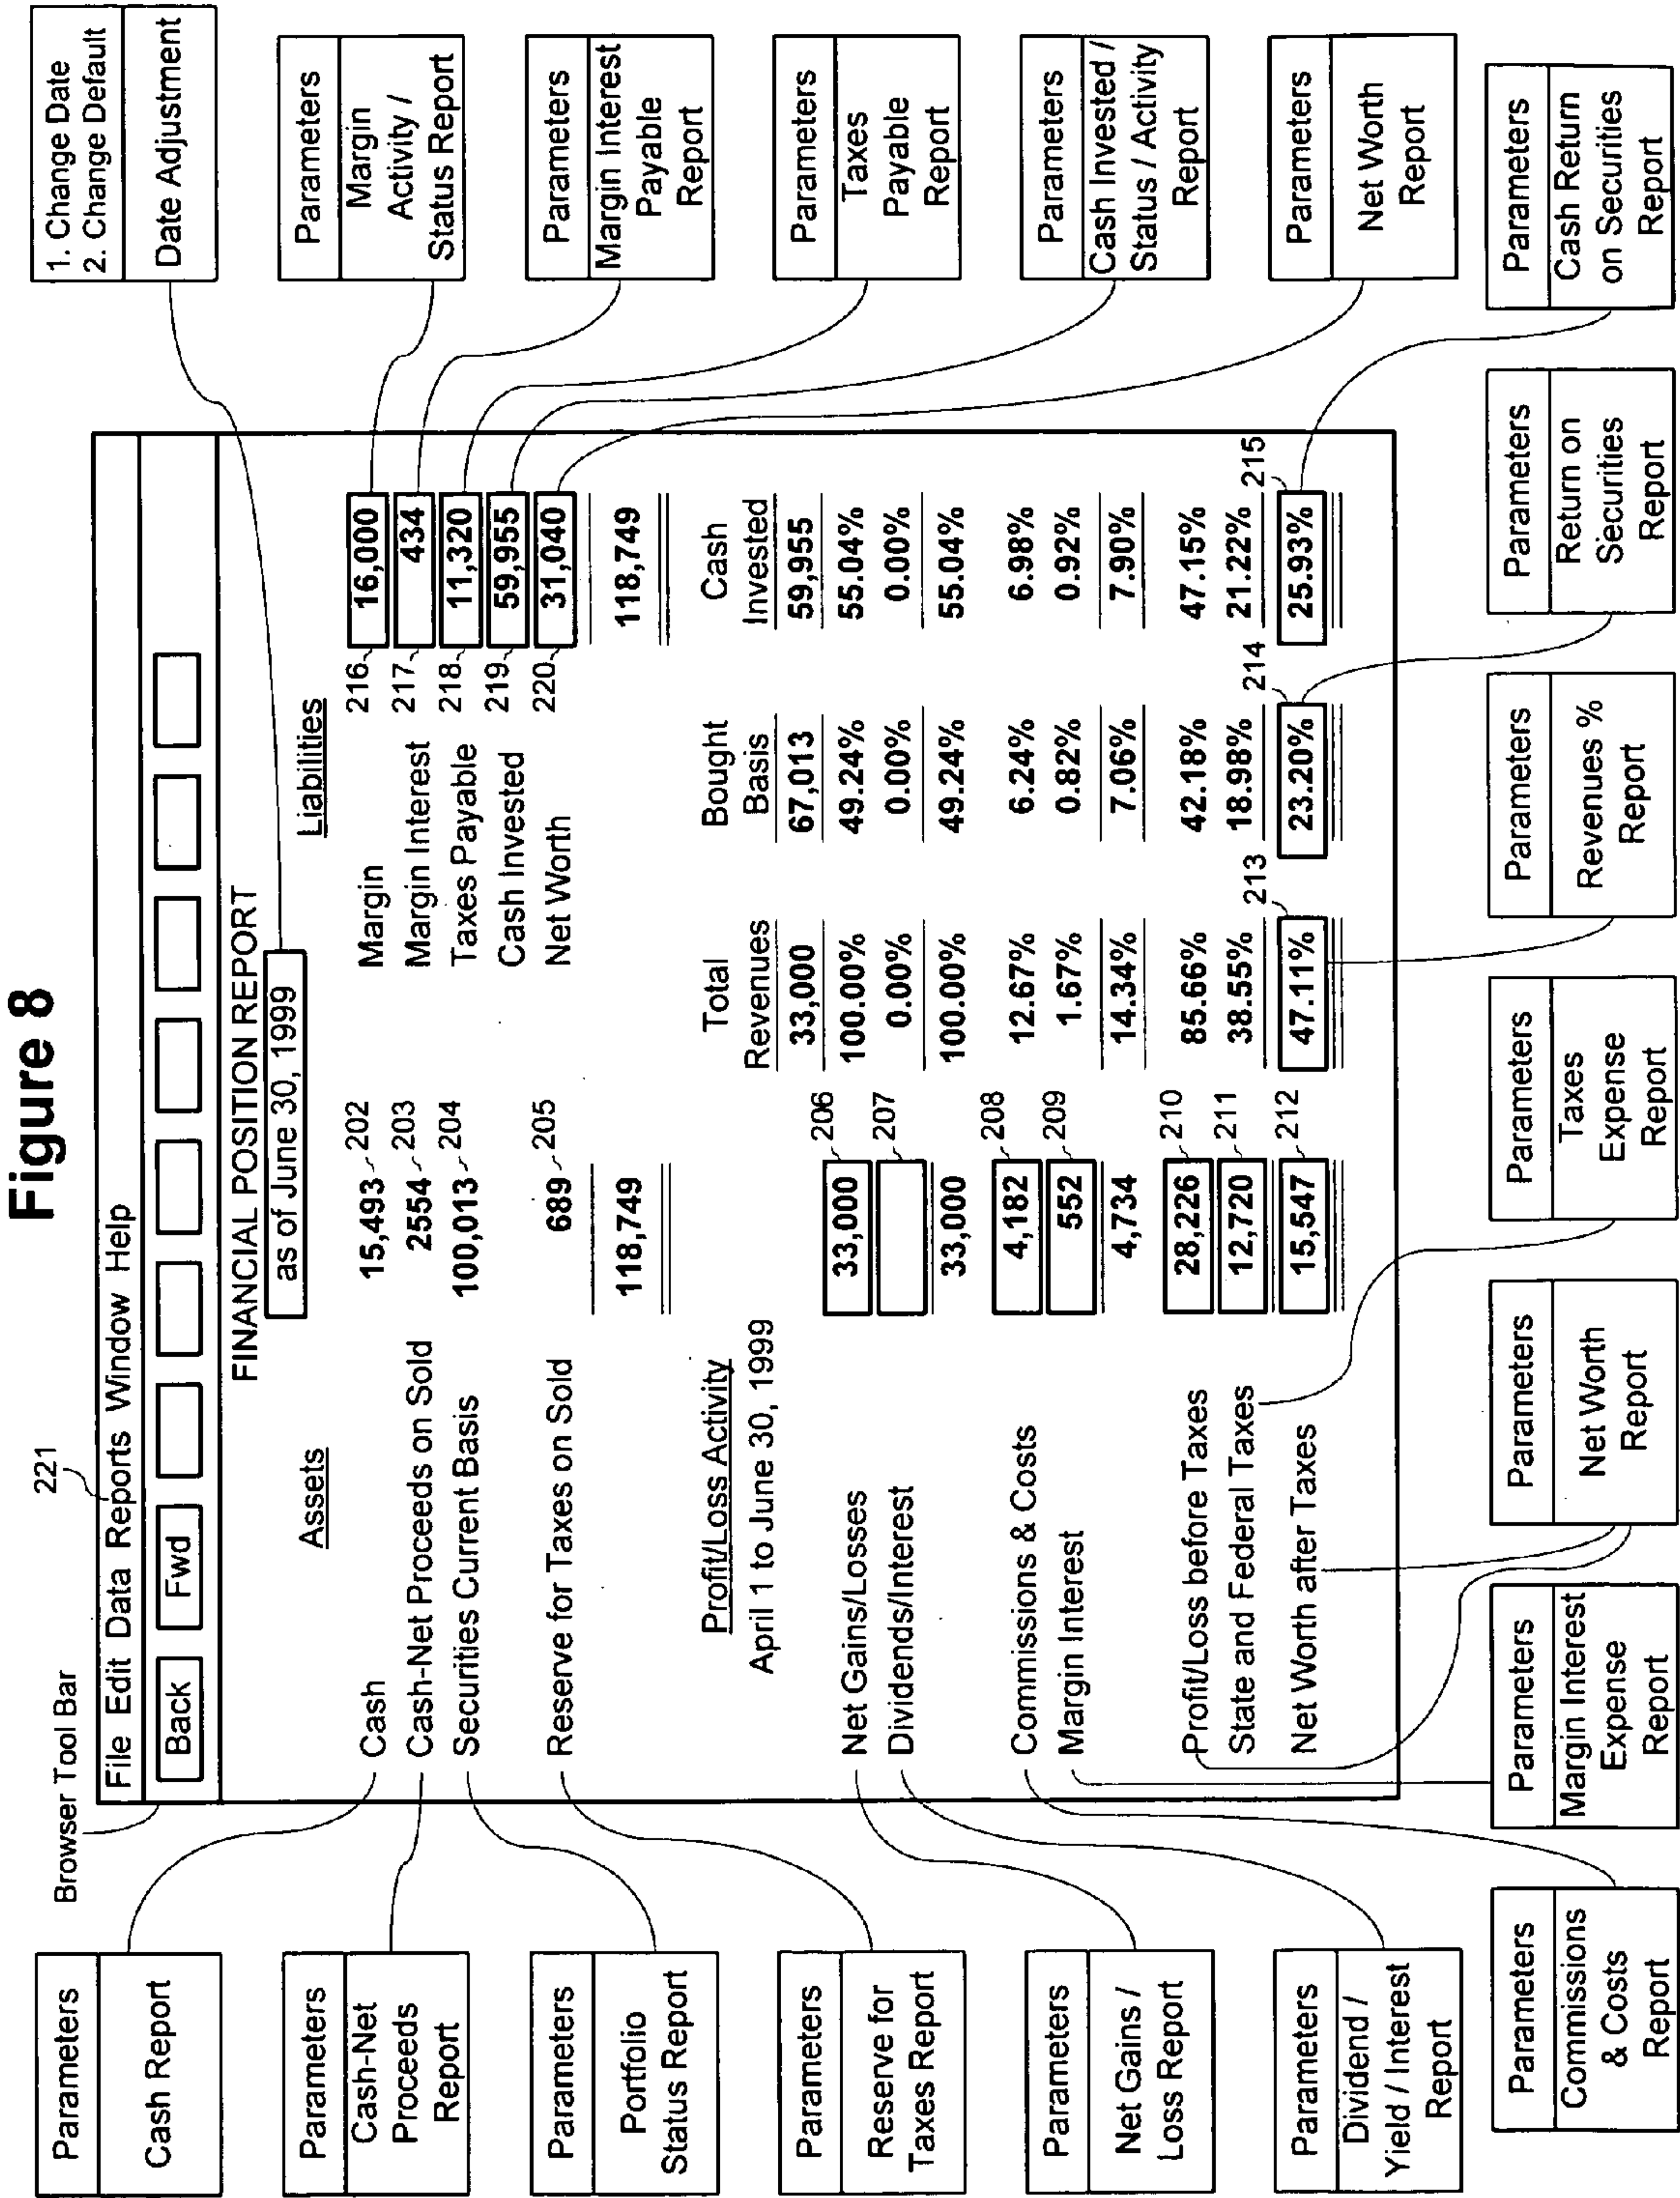 Figure 8
Browser Tool Bar
221
File Edit Data Reports Window Help
Back Fwd
FINANCIAL POSITION REPORT
as of June 30, 1999
Assets
Liabilities
Cash 15,493 202
Cash-Net Proceeds on Sold 2554 203
Securities Current Basis 100,013 204
Reserve for Taxes on Sold 689 205
118,749
Margin 216 16,000
Margin Interest 217 434
Taxes Payable 218 11,320
Cash Invested 219 59,955
Net Worth 220 31,040
118,749
Profit/Loss Activity
April 1 to June 30, 1999
Total Bought Cash
Revenues Basis Invested
33,000 67,013 59,955
Net Gains/Losses 33,000 206 100.00% 49.24% 55.04%
Dividends/Interest 207 0.00% 0.00% 0.00%
33,000 100.00% 49.24% 55.04%
Commissions & Costs 4,182 208 12.67% 6.24% 6.98%
Margin Interest 552 209 1.67% 0.82% 0.92%
4,734 14.34% 7.06% 7.90%
Profit/Loss before Taxes 28,226 210 85.66% 42.18% 47.15%
State and Federal Taxes 12,720 211 38.55% 18.98% 21.22%
213 214 215
Net Worth after Taxes 15,547 212 47.11% 23.20% 25.93%
Parameters
Cash Report
Parameters
Cash-Net
Proceeds
Report
Parameters
Portfolio
Status Report
Parameters
Reserve for
Taxes Report
Parameters
Net Gains /
Loss Report
Parameters
Dividend /
Yield / Interest
Report
Parameters
Commissions
& Costs
Report
Parameters
Margin Interest
Expense
Report
Parameters
Net Worth
Report
Parameters
Taxes
Expense
Report
Parameters
Revenues %
Report
Parameters
Return on
Securities
Report
Parameters
Cash Return
on Securities
Report
1. Change Date
2. Change Default
Date Adjustment
Parameters
Margin
Activity /
Status Report
Parameters
Margin Interest
Payable
Report
Parameters
Taxes
Payable
Report
Parameters
Cash Invested /
Status / Activity
Report
Parameters
Net Worth
Report